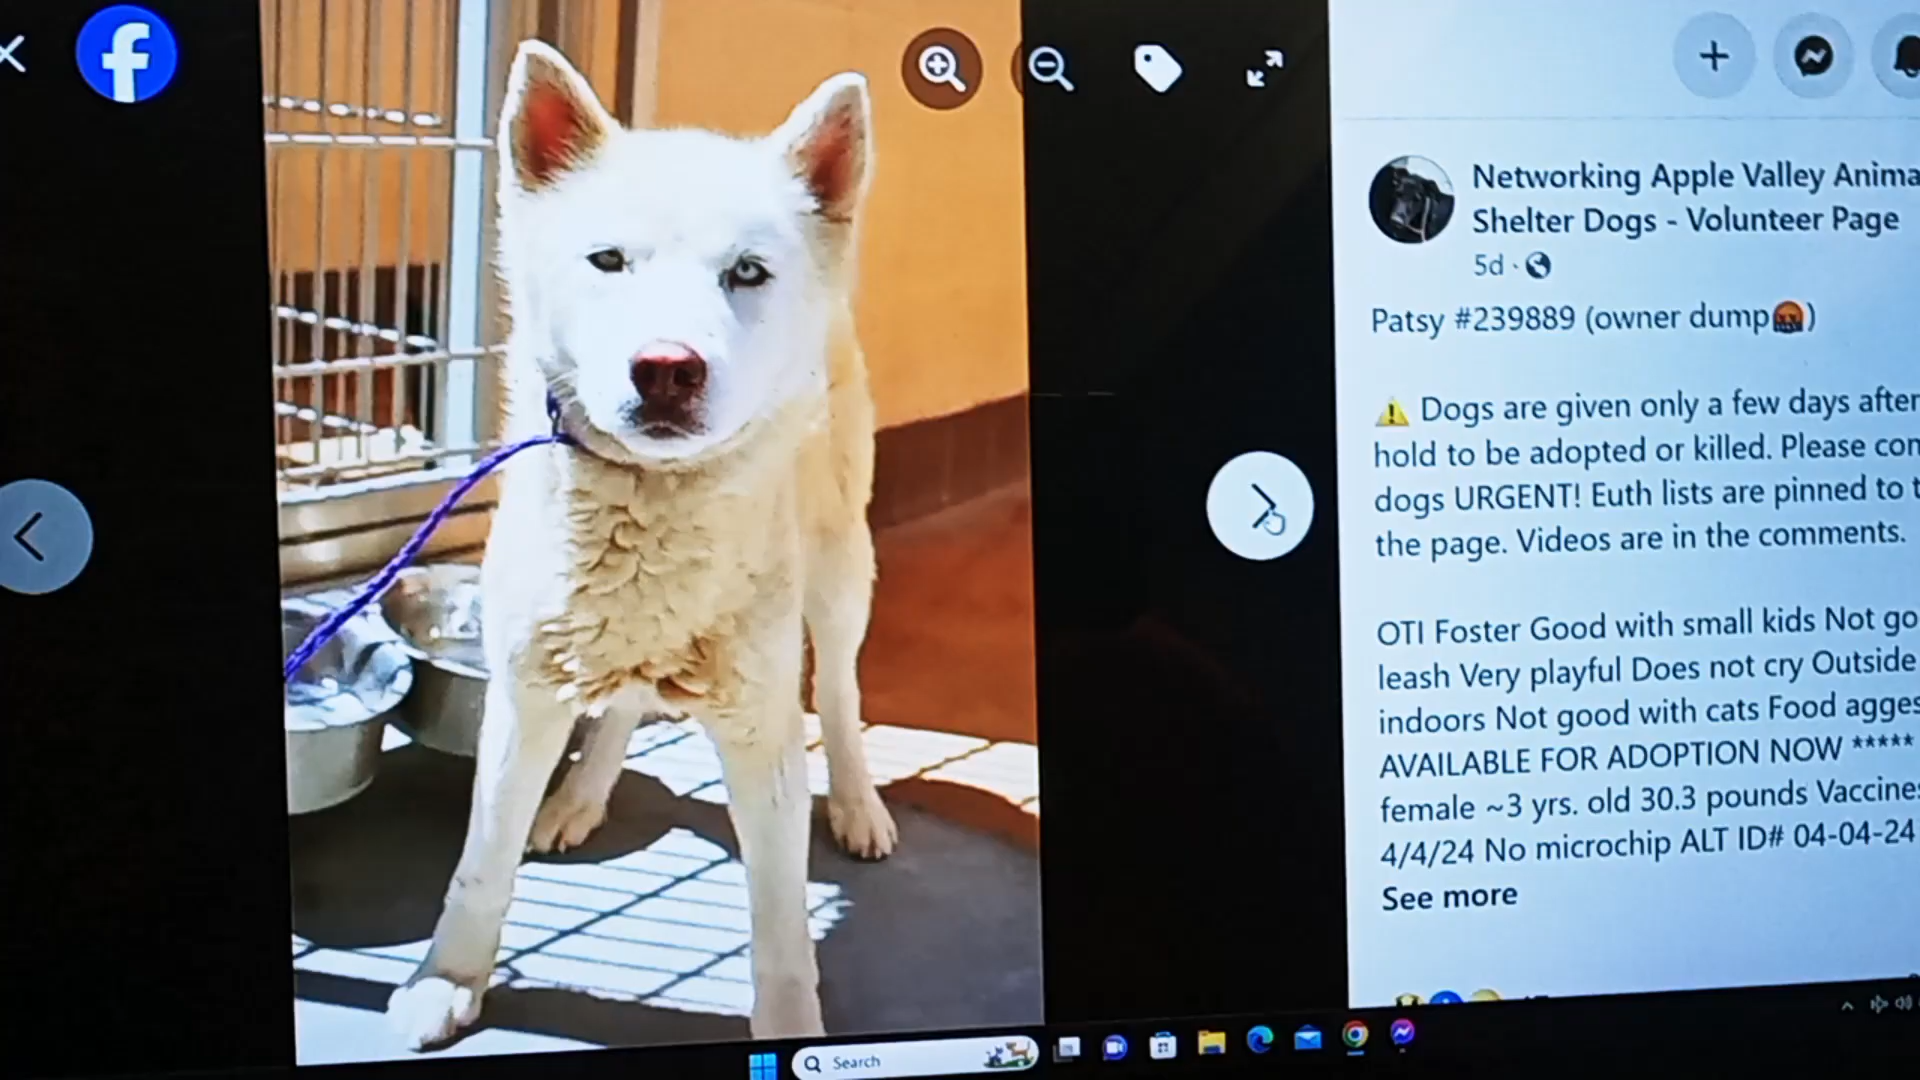 Networking Apple Valley Anima
Shelter Dogs - Volunteer Page
5d ·
Patsy #239889 (owner dump🤬)
⚠️ Dogs are given only a few days after
hold to be adopted or killed. Please con
dogs URGENT! Euth lists are pinned to t
the page. Videos are in the comments.
OTI Foster Good with small kids Not go
leash Very playful Does not cry Outside
indoors Not good with cats Food agges
AVAILABLE FOR ADOPTION NOW *****
female ~3 yrs. old 30.3 pounds Vaccines
4/4/24 No microchip ALT ID# 04-04-24
See more
Search